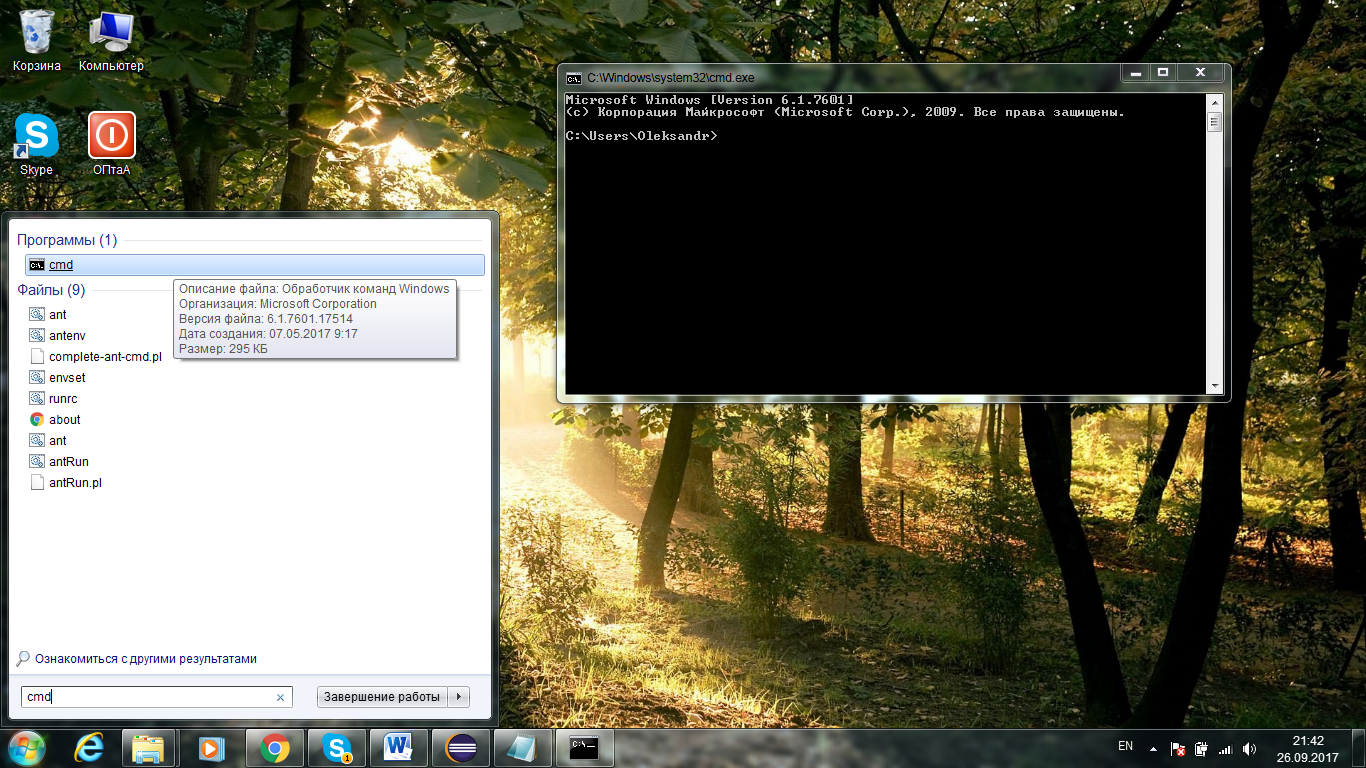 Корзина
Компьютер
Skype
ОПтаА
C:\Windows\system32\cmd.exe
Microsoft Windows [Version 6.1.7601]
(c) Корпорация Майкрософт (Microsoft Corp.), 2009. Все права защищены.
C:\Users\Oleksandr>
Программы (1)
cmd
Файлы (9)
ant
antenv
complete-ant-cmd.pl
envset
runrc
about
ant
antRun
antRun.pl
Описание файла: Обработчик команд Windows
Организация: Microsoft Corporation
Версия файла: 6.1.7601.17514
Дата создания: 07.05.2017 9:17
Размер: 295 КБ
Ознакомиться с другими результатами
cmd
Завершение работы
EN
21:42
26.09.2017